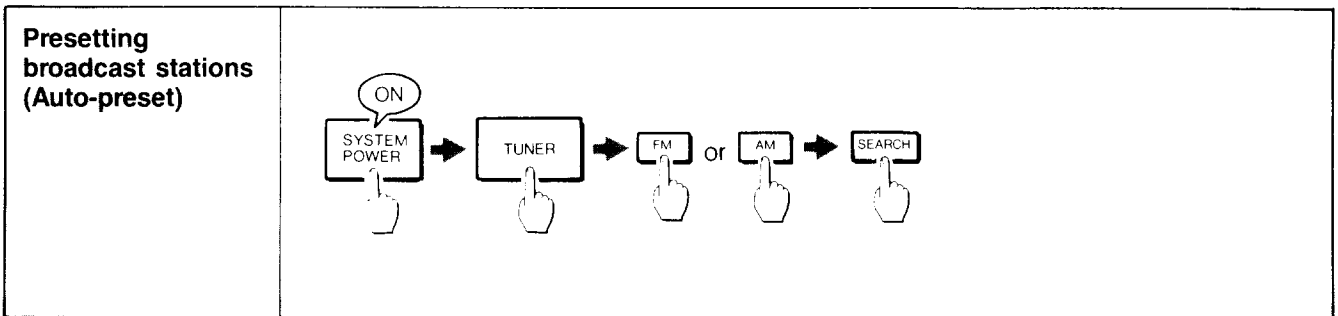 Presetting
broadcast stations
(Auto-preset)
ON
SYSTEM
POWER
TUNER
FM or AM
SEARCH